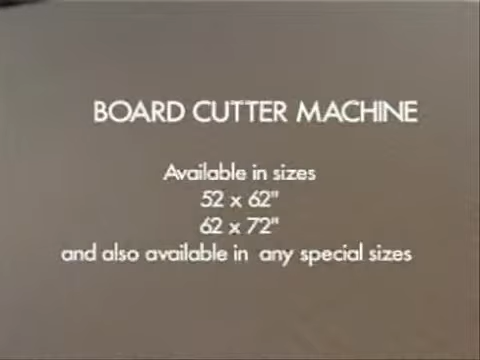 BOARD CUTTER MACHINE
Available in sizes
52 x 62"
62 x 72"
and also available in any special sizes